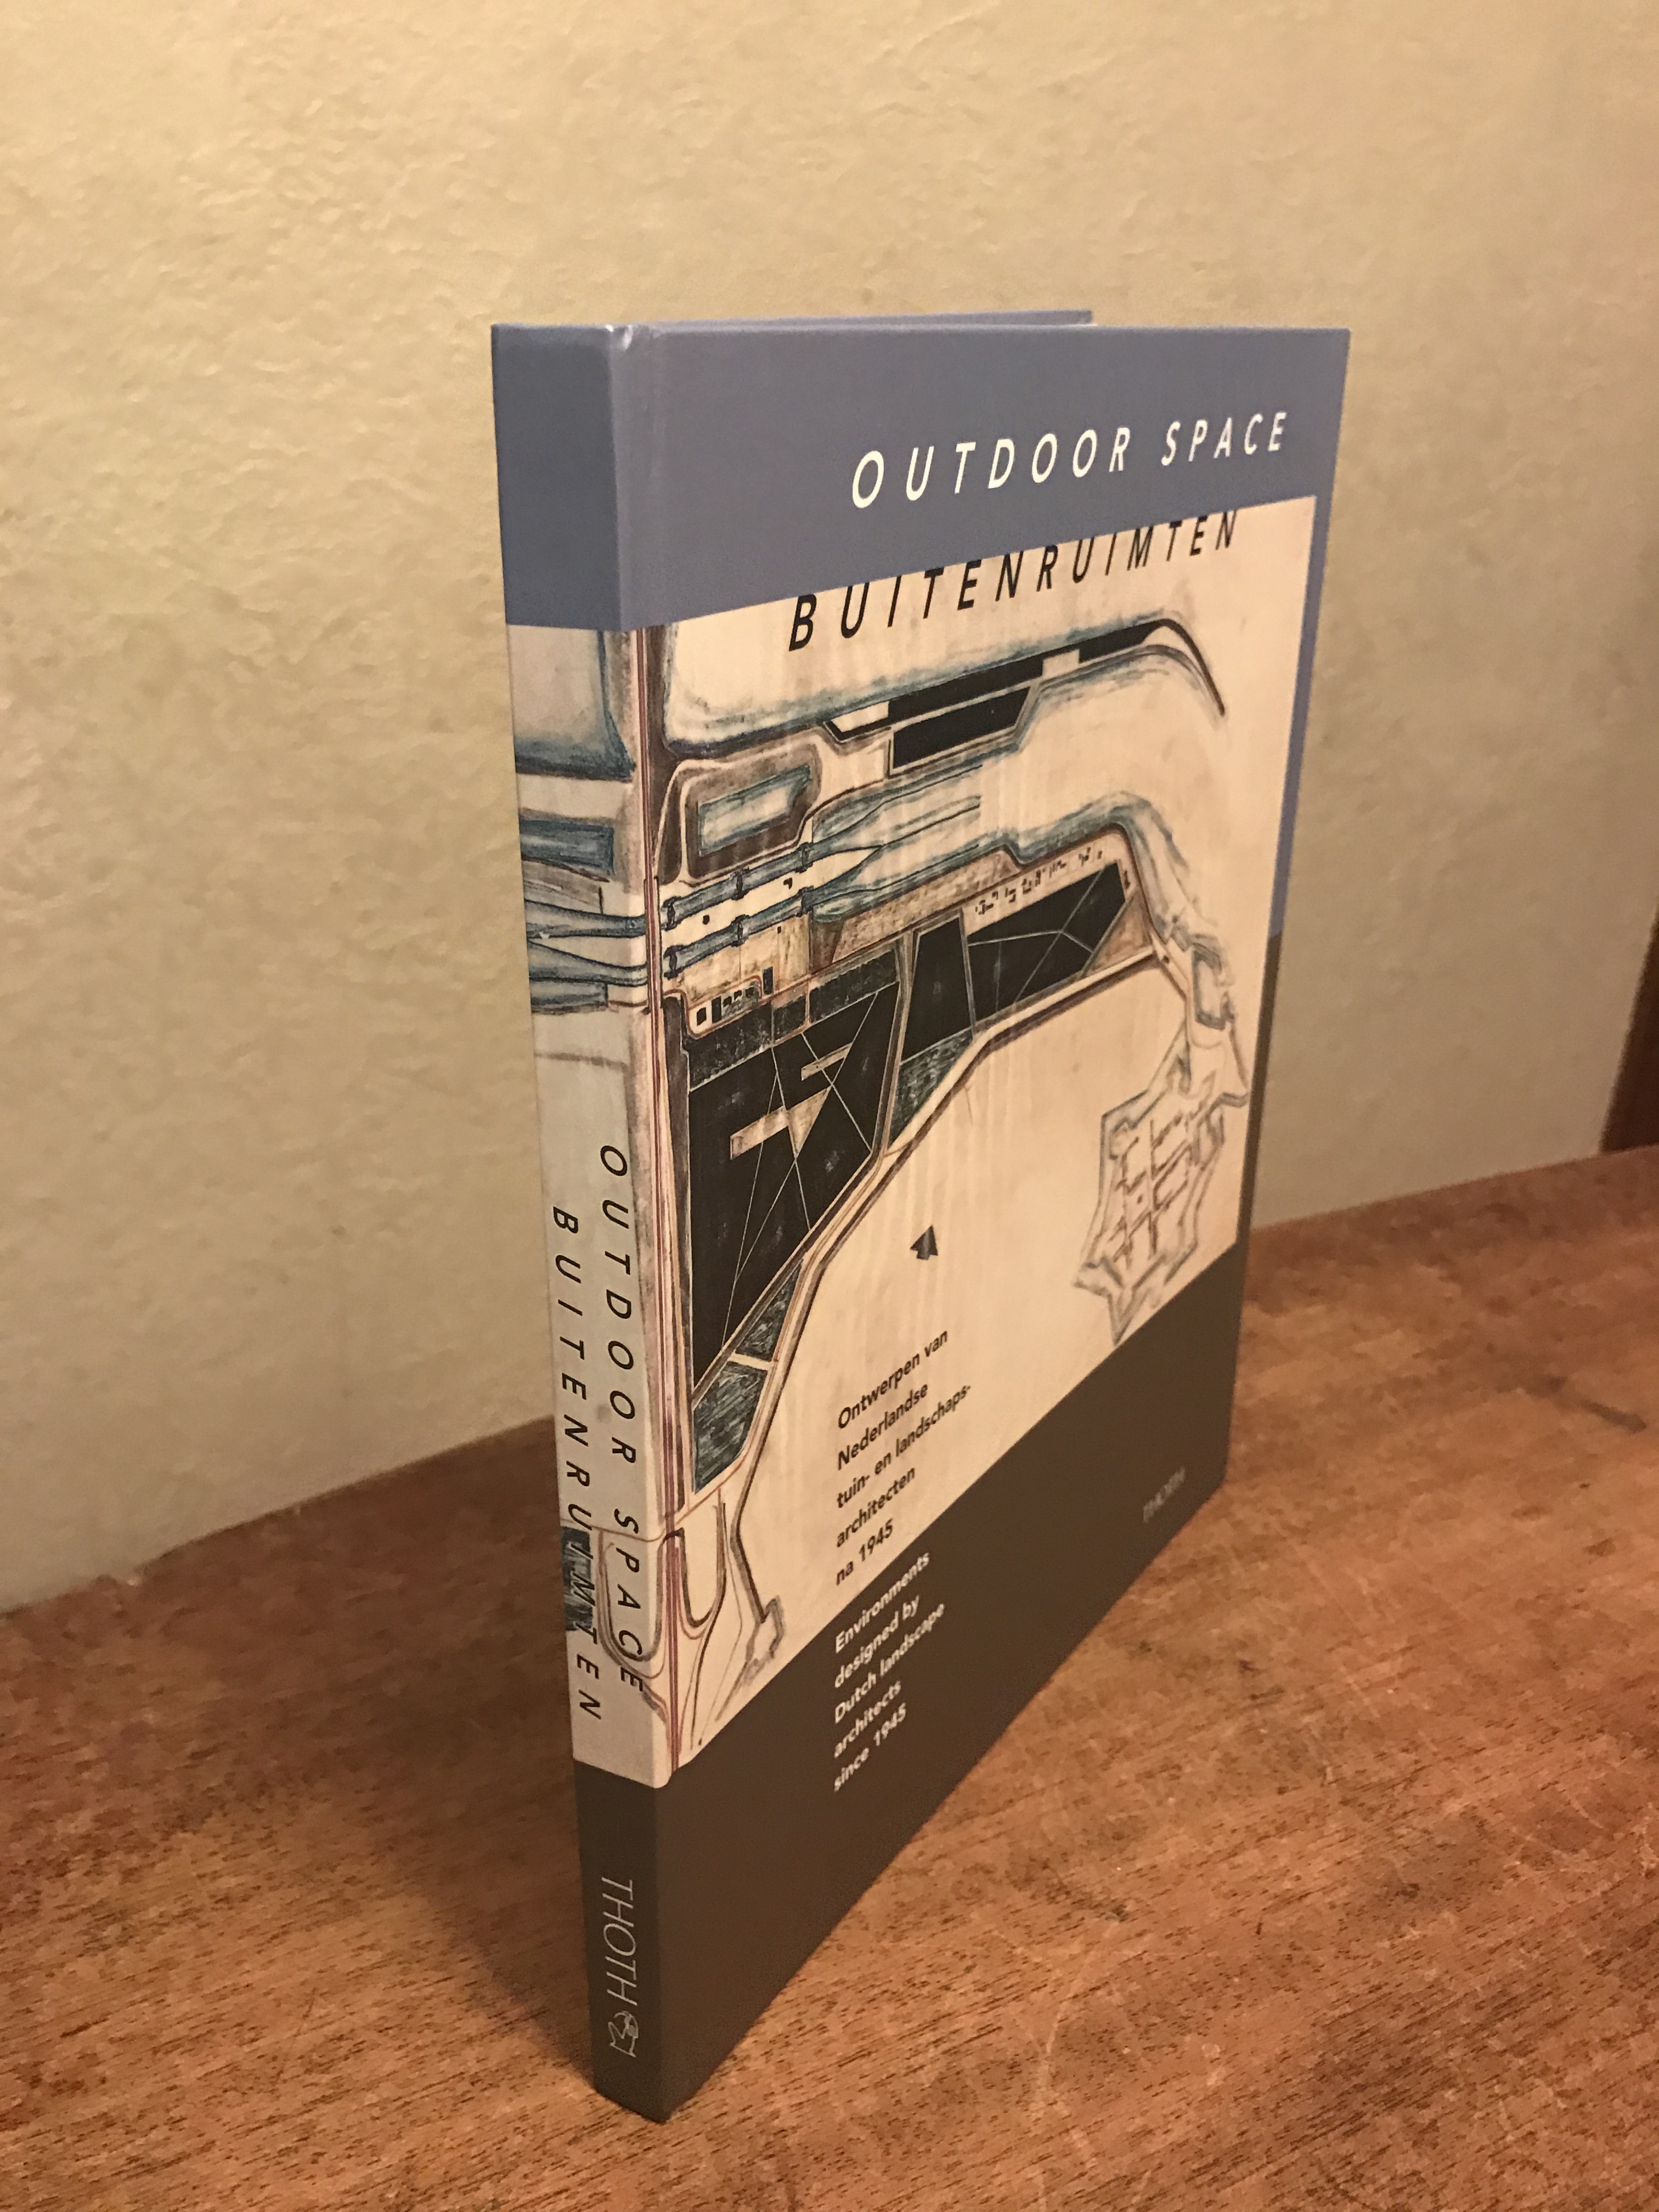 OUTDOOR SPACE
BUITENRUIMTEN
Ontwerpen van
Nederlandse
tuin- en landschaps-
architecten
na 1945
Environments
designed by
Dutch landscape
architects
since 1945
THOTH
OUTDOOR SPACE
BUITENRUIMTEN
THOTH